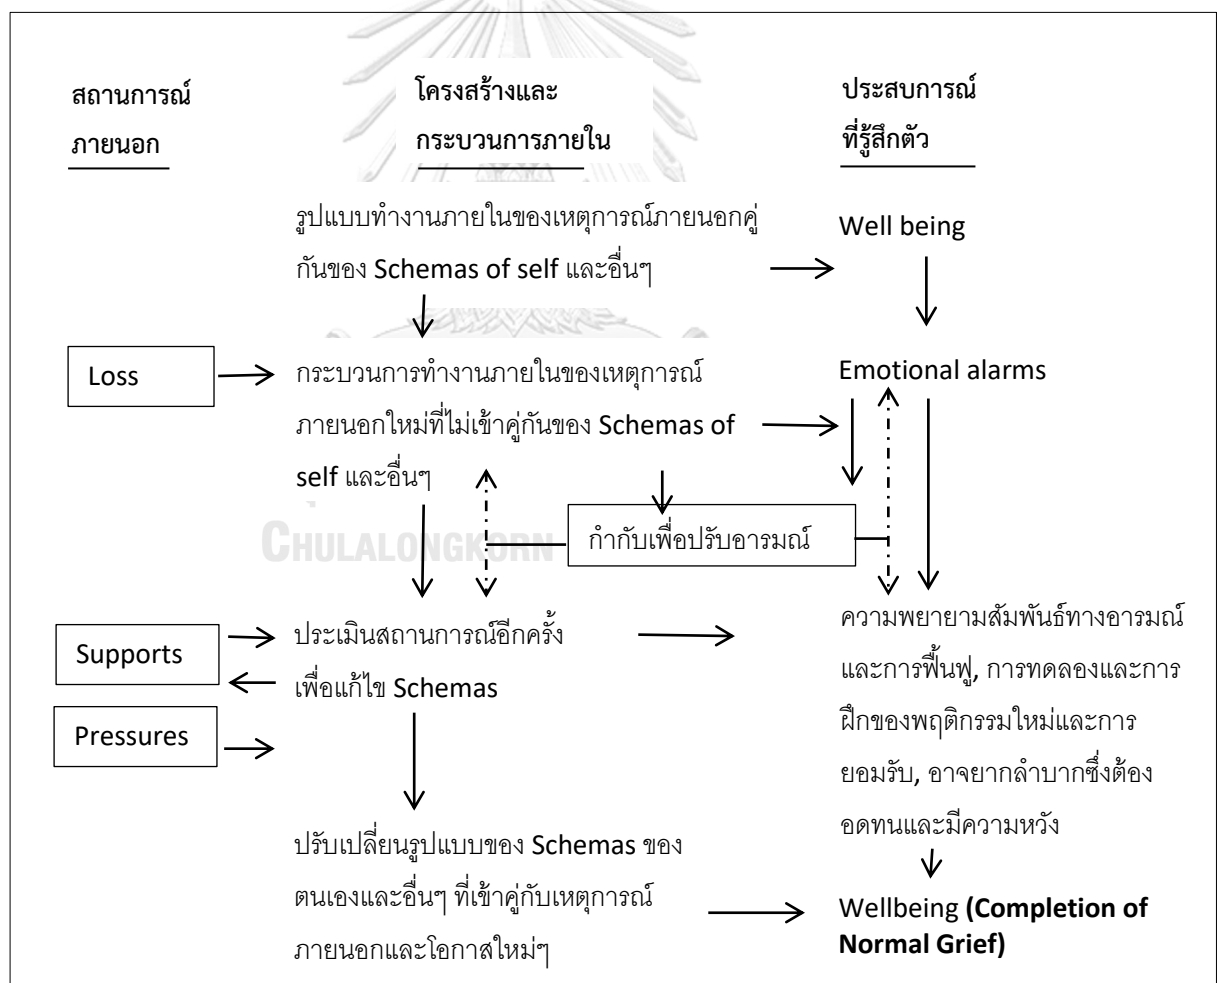 สถานการณ์
ภายนอก
โครงสร้างและ
กระบวนการภายใน
ประสบการณ์
ที่รู้สึกตัว
รูปแบบทำงานภายในของเหตุการณ์ภายนอกคู่
กันของ Schemas of self และอื่นๆ
Well being
Loss
กระบวนการทำงานภายในของเหตุการณ์
ภายนอกใหม่ที่ไม่เข้าคู่กันของ Schemas of
self และอื่นๆ
Emotional alarms
CHULALONGKORN
กำกับเพื่อปรับอารมณ์
Supports
Pressures
ประเมินสถานการณ์อีกครั้ง
เพื่อแก้ไข Schemas
ความพยายามสัมพันธ์ทางอารมณ์
และการฟื้นฟู, การทดลองและการ
ฝึกของพฤติกรรมใหม่และการ
ยอมรับ, อาจยากลำบากซึ่งต้อง
อดทนและมีความหวัง
ปรับเปลี่ยนรูปแบบของ Schemas ของ
ตนเองและอื่นๆ ที่เข้าคู่กับเหตุการณ์
ภายนอกและโอกาสใหม่ๆ
Wellbeing (Completion of
Normal Grief)